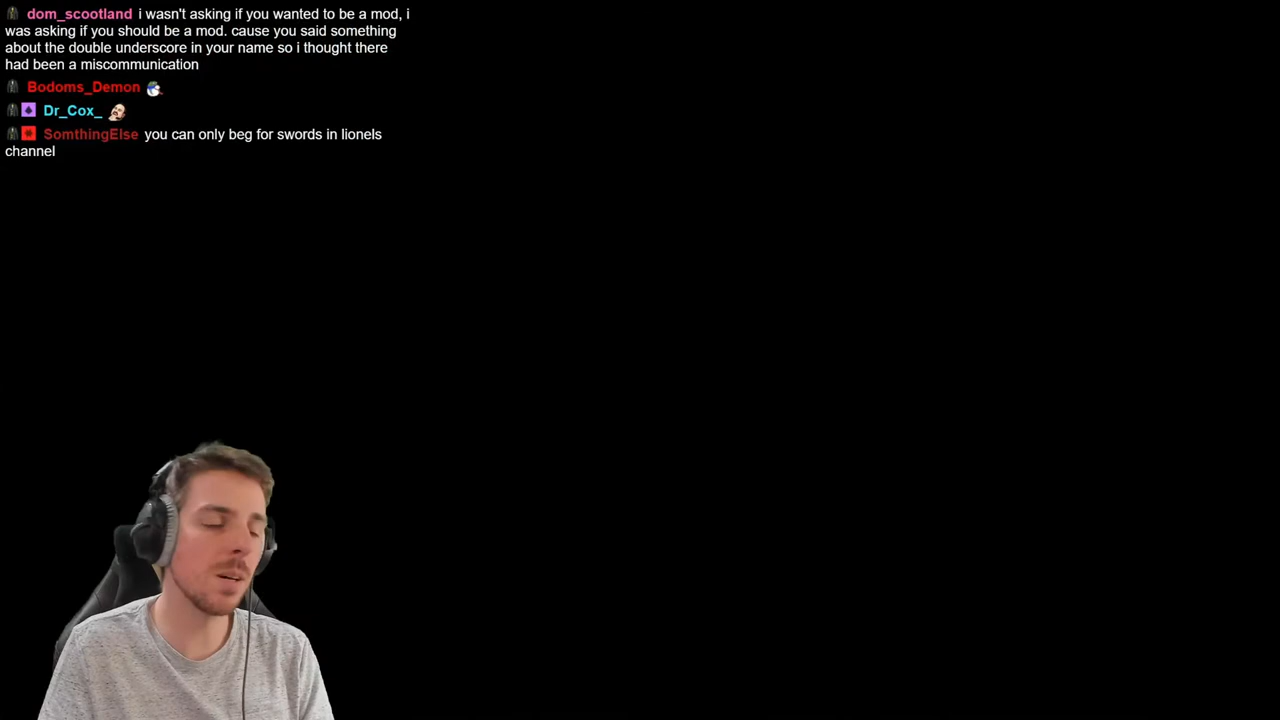 dom_scootland i wasn't asking if you wanted to be a mod, i
was asking if you should be a mod. cause you said something
about the double underscore in your name so i thought there
had been a miscommunication
Bodoms_Demon
Dr_Cox_
SomthingElse you can only beg for swords in lionels
channel